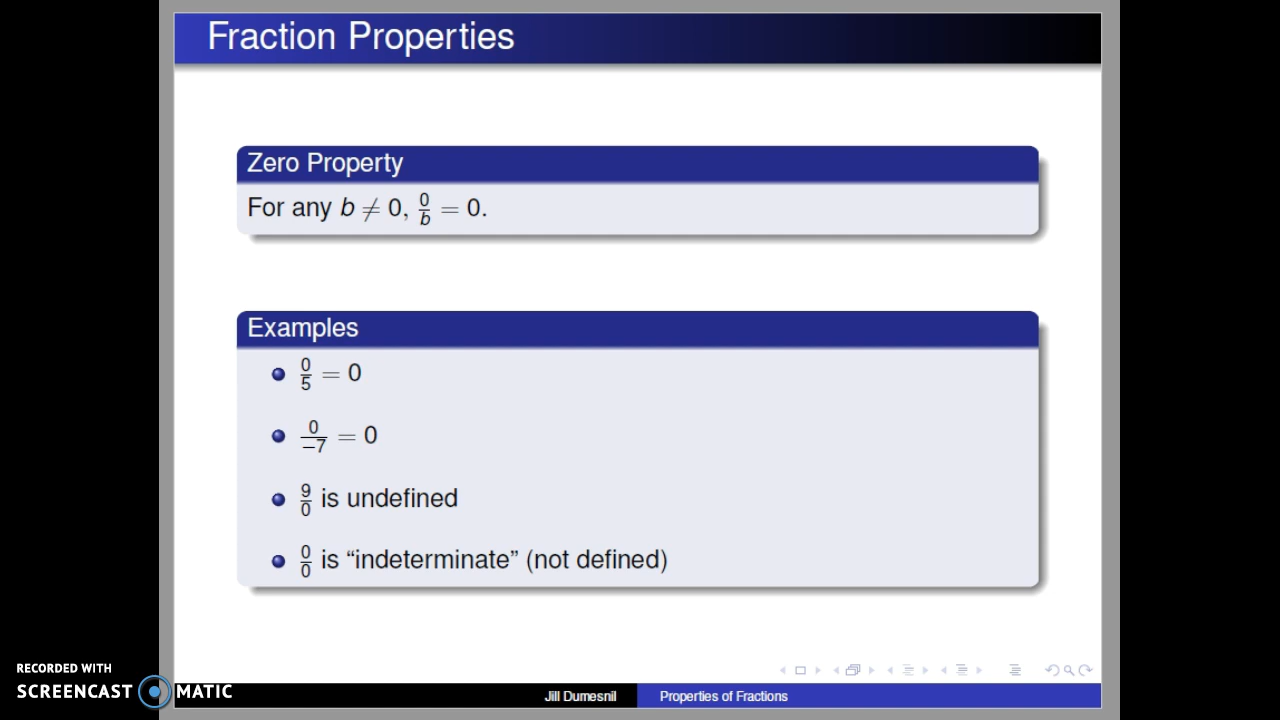 Fraction Properties
Zero Property
For any b ≠ 0, 0/b = 0.
Examples
0/5 = 0
0/−7 = 0
9/0 is undefined
0/0 is “indeterminate” (not defined)
RECORDED WITH
SCREENCAST MATIC
Jill Dumesnil Properties of Fractions